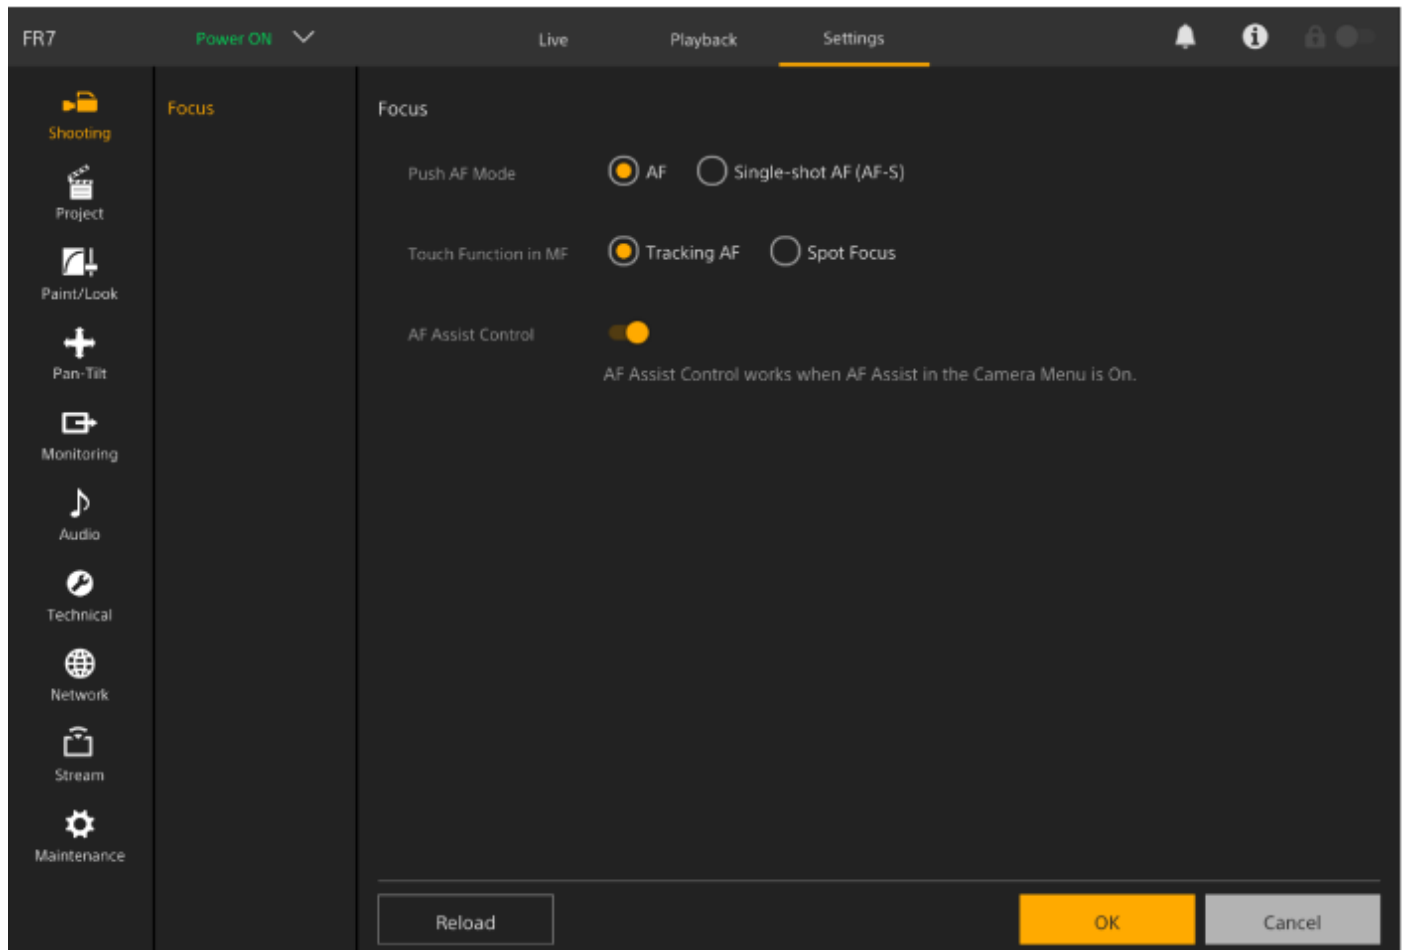 FR7 Power ON Live Playback Settings
Shooting
Project
Paint/Look
Pan-Tilt
Monitoring
Audio
Technical
Network
Stream
Maintenance
Focus
Focus
Push AF Mode AF Single-shot AF (AF-S)
Touch Function in MF Tracking AF Spot Focus
AF Assist Control
AF Assist Control works when AF Assist in the Camera Menu is On.
Reload OK Cancel